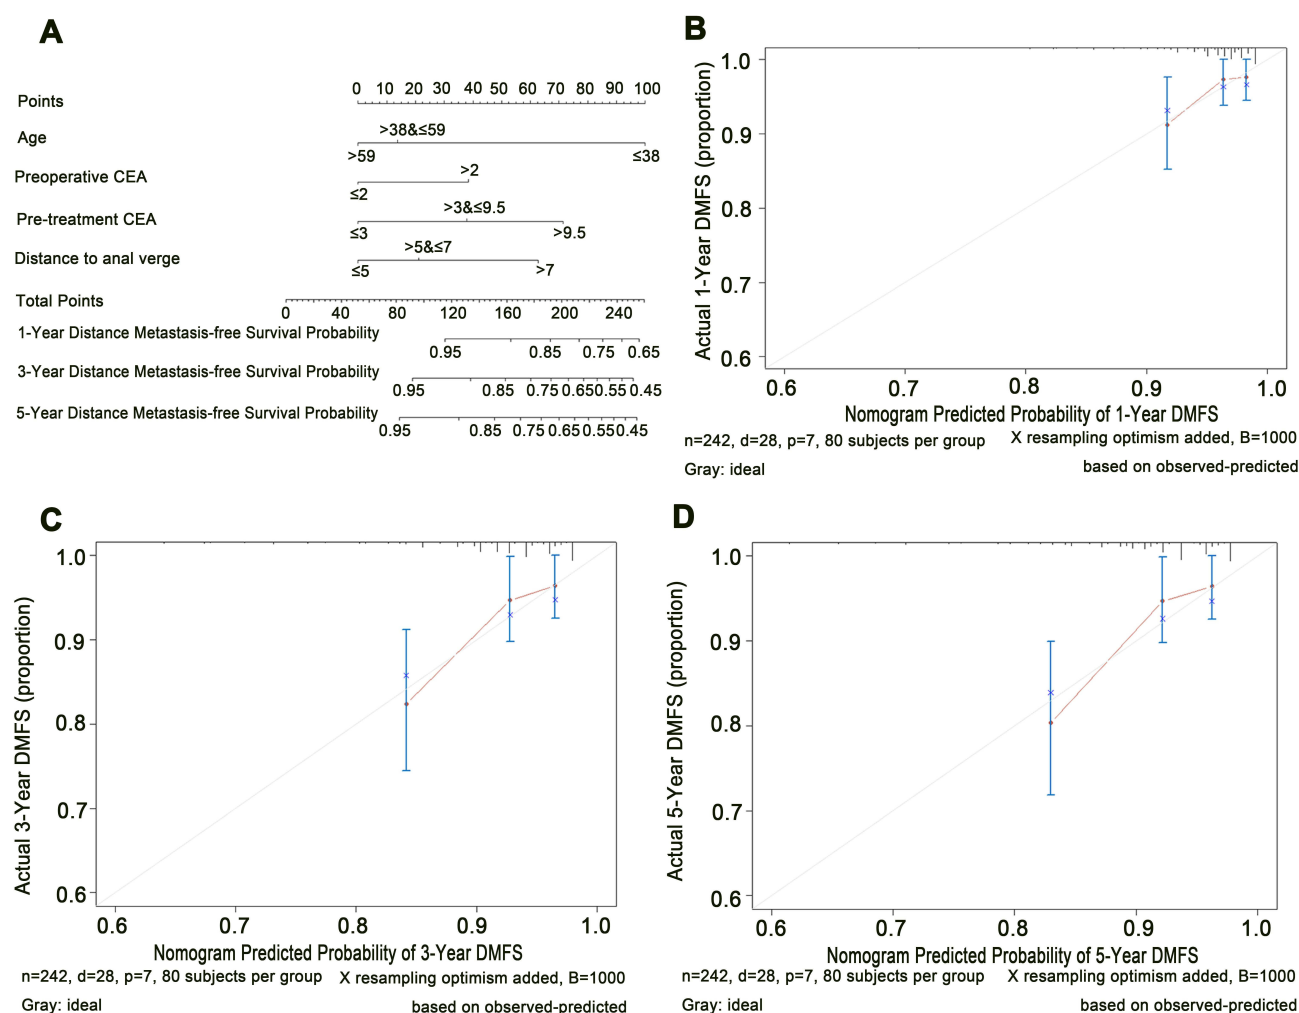 A
0 10 20 30 40 50 60 70 80 90 100
Points
>38&≤59
Age
>59 ≤38
>2
Preoperative CEA
≤2
>3&≤9.5
Pre-treatment CEA
≤3 >9.5
>5&≤7
Distance to anal verge
≤5 >7
Total Points
0 40 80 120 160 200 240
1-Year Distance Metastasis-free Survival Probability
0.95 0.85 0.75 0.65
3-Year Distance Metastasis-free Survival Probability
0.95 0.85 0.75 0.65 0.55 0.45
5-Year Distance Metastasis-free Survival Probability
0.95 0.85 0.75 0.65 0.55 0.45
B
Actual 1-Year DMFS (proportion)
1.0
0.9
0.8
0.7
0.6
0.6 0.7 0.8 0.9 1.0
Nomogram Predicted Probability of 1-Year DMFS
n=242, d=28, p=7, 80 subjects per group X resampling optimism added, B=1000
Gray: ideal based on observed-predicted
C
Actual 3-Year DMFS (proportion)
1.0
0.9
0.8
0.7
0.6
0.6 0.7 0.8 0.9 1.0
Nomogram Predicted Probability of 3-Year DMFS
n=242, d=28, p=7, 80 subjects per group X resampling optimism added, B=1000
Gray: ideal based on observed-predicted
D
Actual 5-Year DMFS (proportion)
1.0
0.9
0.8
0.7
0.6
0.6 0.7 0.8 0.9 1.0
Nomogram Predicted Probability of 5-Year DMFS
n=242, d=28, p=7, 80 subjects per group X resampling optimism added, B=1000
Gray: ideal based on observed-predicted